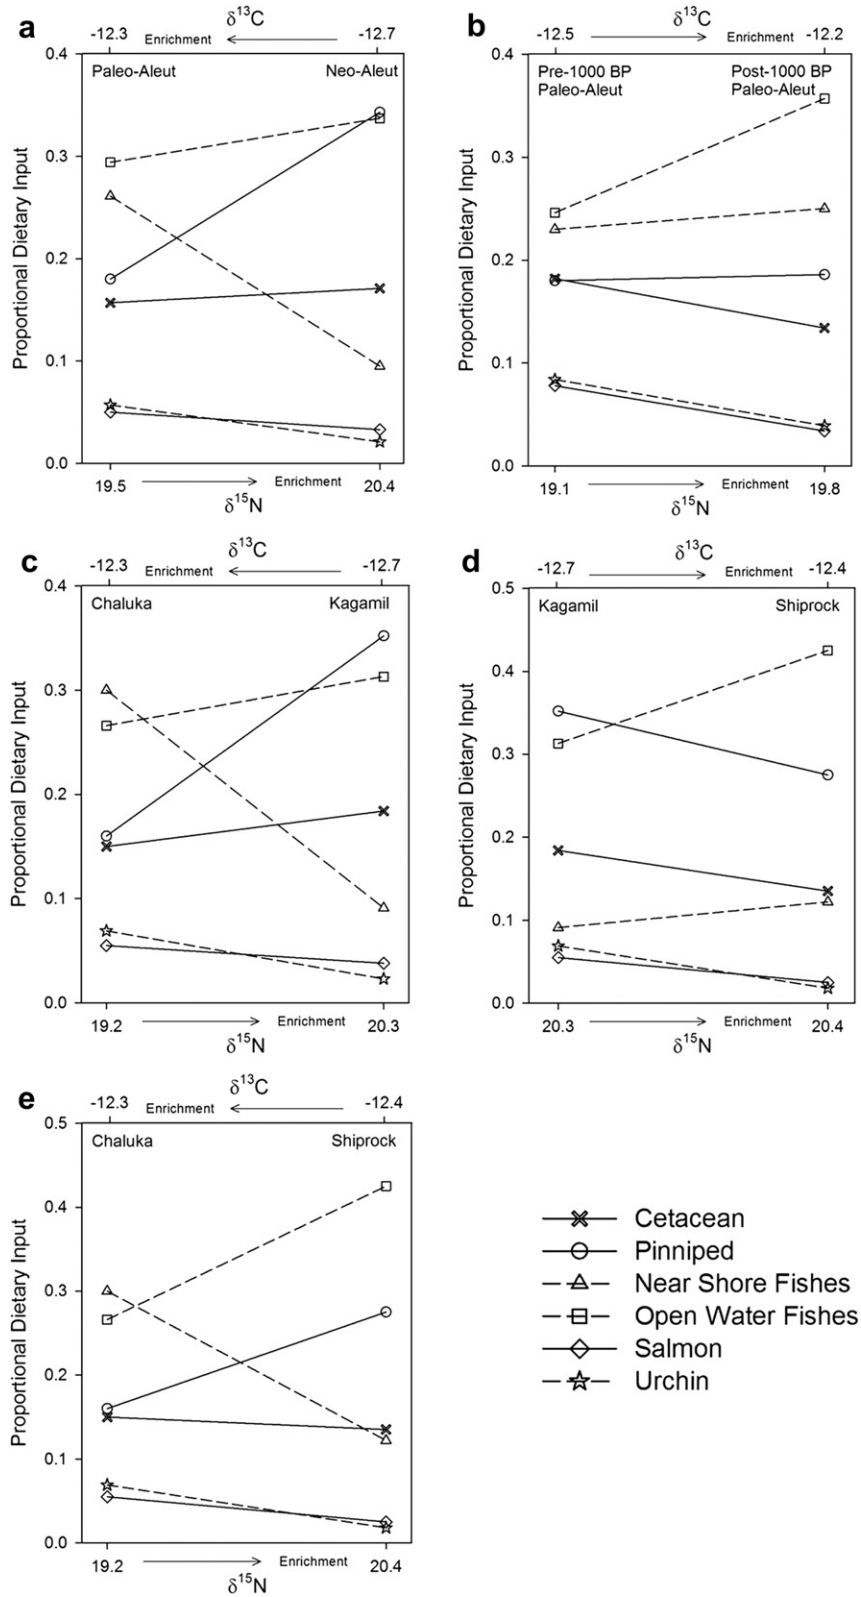 a
δ13C
-12.3 Enrichment -12.7
0.4
Paleo-Aleut Neo-Aleut
0.3
0.2
0.1
0.0
Proportional Dietary Input
19.5 Enrichment 20.4
δ15N
b
δ13C
-12.5 Enrichment -12.2
0.4
Pre-1000 BP Post-1000 BP
Paleo-Aleut Paleo-Aleut
0.3
0.2
0.1
0.0
Proportional Dietary Input
19.1 Enrichment 19.8
δ15N
c
δ13C
-12.3 Enrichment -12.7
0.4
Chaluka Kagamil
0.3
0.2
0.1
0.0
Proportional Dietary Input
19.2 Enrichment 20.3
δ15N
d
δ13C
-12.7 Enrichment -12.4
0.5
Kagamil Shiprock
0.4
0.3
0.2
0.1
0.0
Proportional Dietary Input
20.3 Enrichment 20.4
δ15N
e
δ13C
-12.3 Enrichment -12.4
0.5
Chaluka Shiprock
0.4
0.3
0.2
0.1
0.0
Proportional Dietary Input
19.2 Enrichment 20.4
δ15N
Cetacean
Pinniped
Near Shore Fishes
Open Water Fishes
Salmon
Urchin